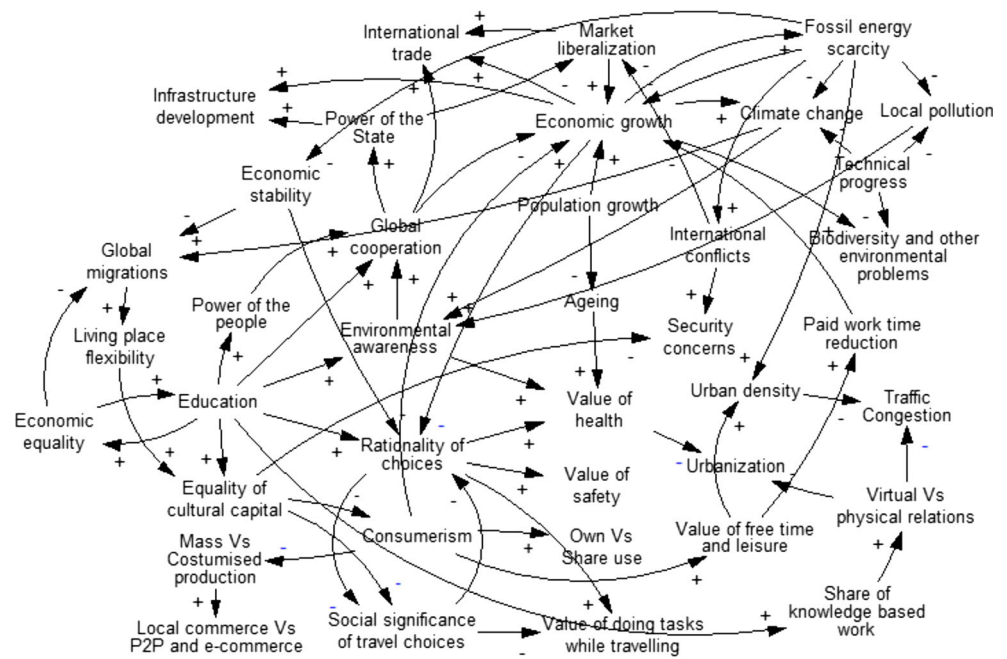 International
trade
Market
liberalization
Fossil energy
scarcity
Infrastructure
development
Power of the
State
Economic growth
Climate change
Local pollution
Economic
stability
Technical
progress
Population growth
Global
cooperation
International
conflicts
Biodiversity and other
environmental
problems
Global
migrations
Power of the
people
Ageing
Living place
flexibility
Environmental
awareness
Security
concerns
Paid work time
reduction
Education
Value of
health
Urban density
Traffic
Congestion
Economic
equality
Rationality of
choices
Urbanization
Value of
safety
Equality of
cultural capital
Virtual Vs
physical relations
Consumerism
Own Vs
Share use
Value of free time
and leisure
Mass Vs
Costumised
production
Share of
knowledge based
work
Local commerce Vs
P2P and e-commerce
Social significance
of travel choices
Value of doing tasks
while travelling